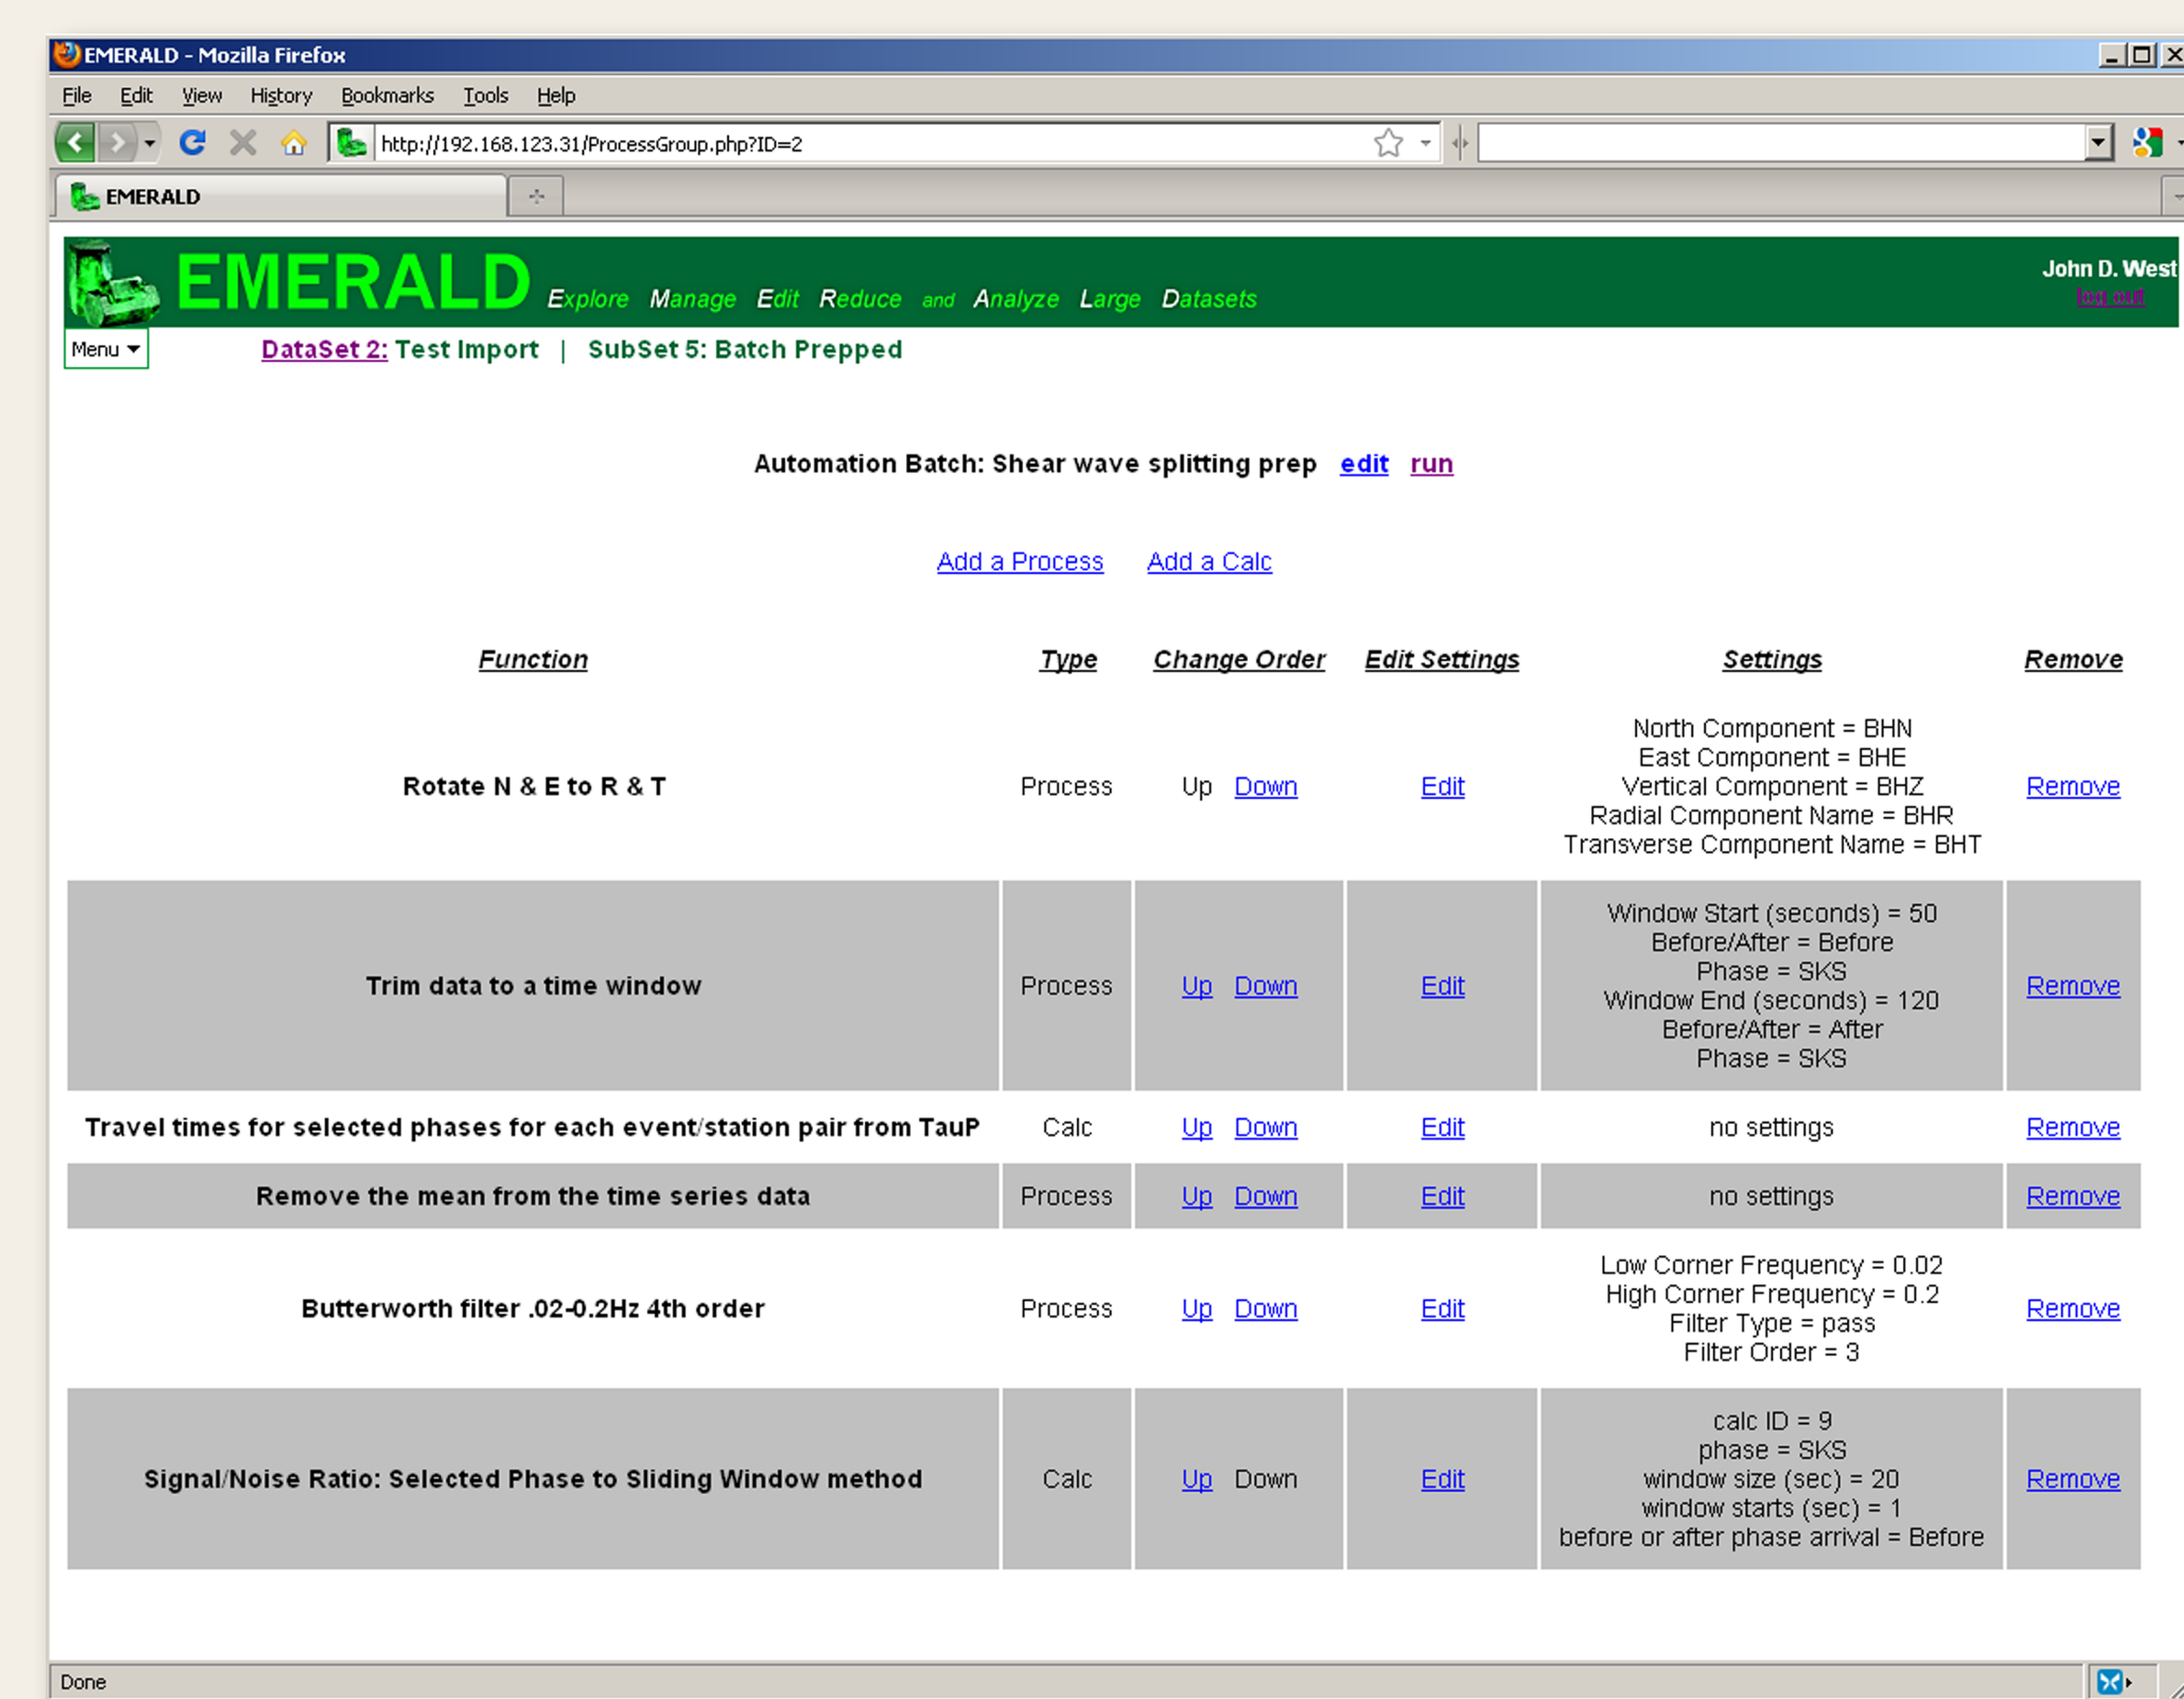 EMERALD - Mozilla Firefox
File Edit View History Bookmarks Tools Help
http://192.168.123.31/ProcessGroup.php?ID=2
EMERALD
EMERALD Explore Manage Edit Reduce and Analyze Large Datasets
John D. West
log out
Menu
DataSet 2: Test Import | SubSet 5: Batch Prepped
Automation Batch: Shear wave splitting prep edit run
Add a Process Add a Calc
Function Type Change Order Edit Settings Settings Remove
North Component = BHN
East Component = BHE
Rotate N & E to R & T Process Up Down Edit Vertical Component = BHZ Remove
Radial Component Name = BHR
Transverse Component Name = BHT
Window Start (seconds) = 50
Before/After = Before
Phase = SKS
Trim data to a time window Process Up Down Edit Remove
Window End (seconds) = 120
Before/After = After
Phase = SKS
Travel times for selected phases for each event/station pair from TauP Calc Up Down Edit no settings Remove
Remove the mean from the time series data Process Up Down Edit no settings Remove
Low Corner Frequency = 0.02
High Corner Frequency = 0.2
Butterworth filter .02-0.2Hz 4th order Process Up Down Edit Remove
Filter Type = pass
Filter Order = 3
calc ID = 9
phase = SKS
Signal/Noise Ratio: Selected Phase to Sliding Window method Calc Up Down Edit window size (sec) = 20 Remove
window starts (sec) = 1
before or after phase arrival = Before
Done